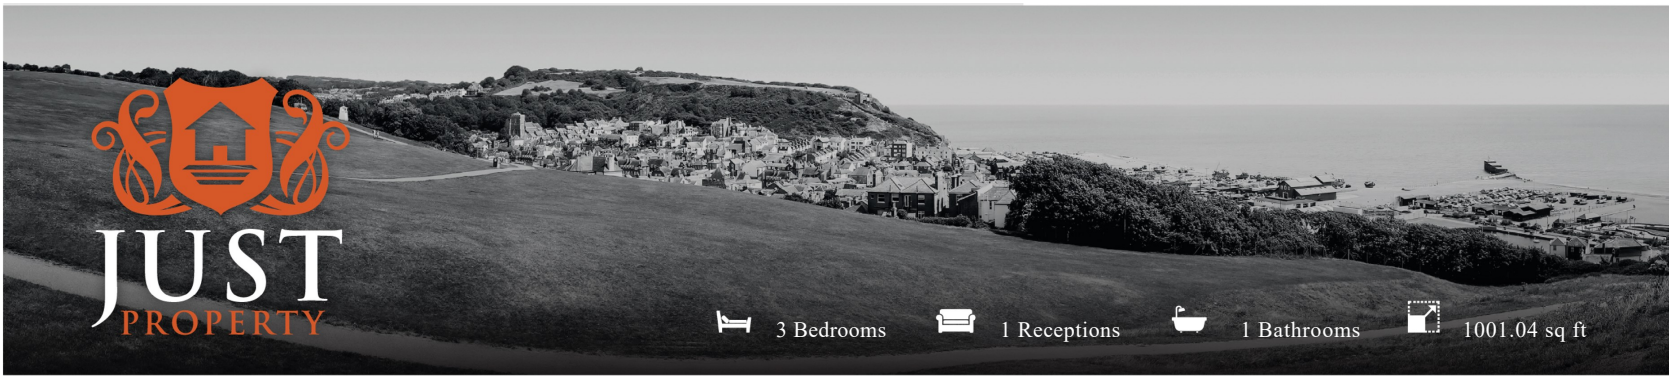 JUST
PROPERTY
3 Bedrooms
1 Receptions
1 Bathrooms
1001.04 sq ft